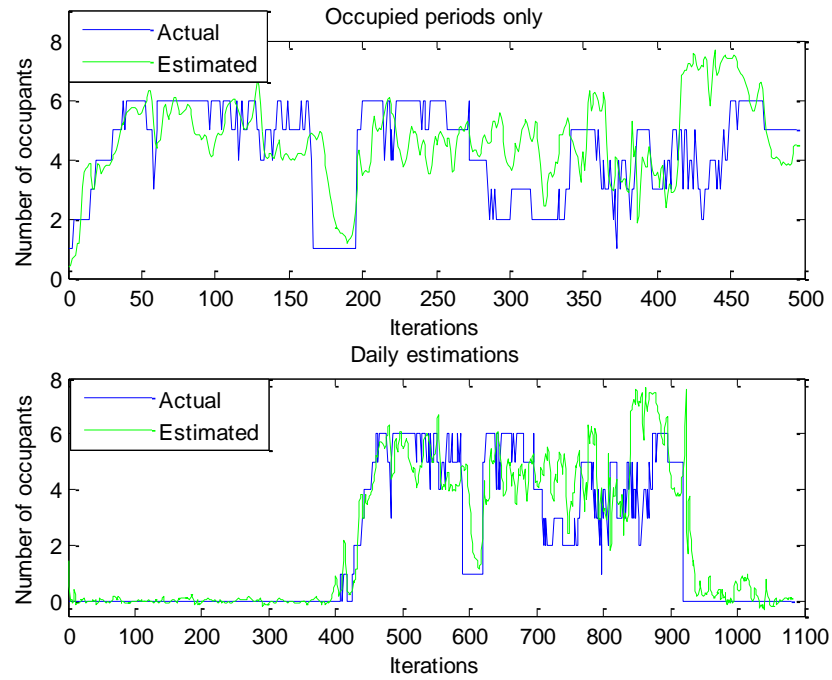 Occupied periods only
Actual
Estimated
Number of occupants
8
6
4
2
0
0 50 100 150 200 250 300 350 400 450 500
Iterations
Daily estimations
Actual
Estimated
Number of occupants
8
6
4
2
0
0 100 200 300 400 500 600 700 800 900 1000 1100
Iterations